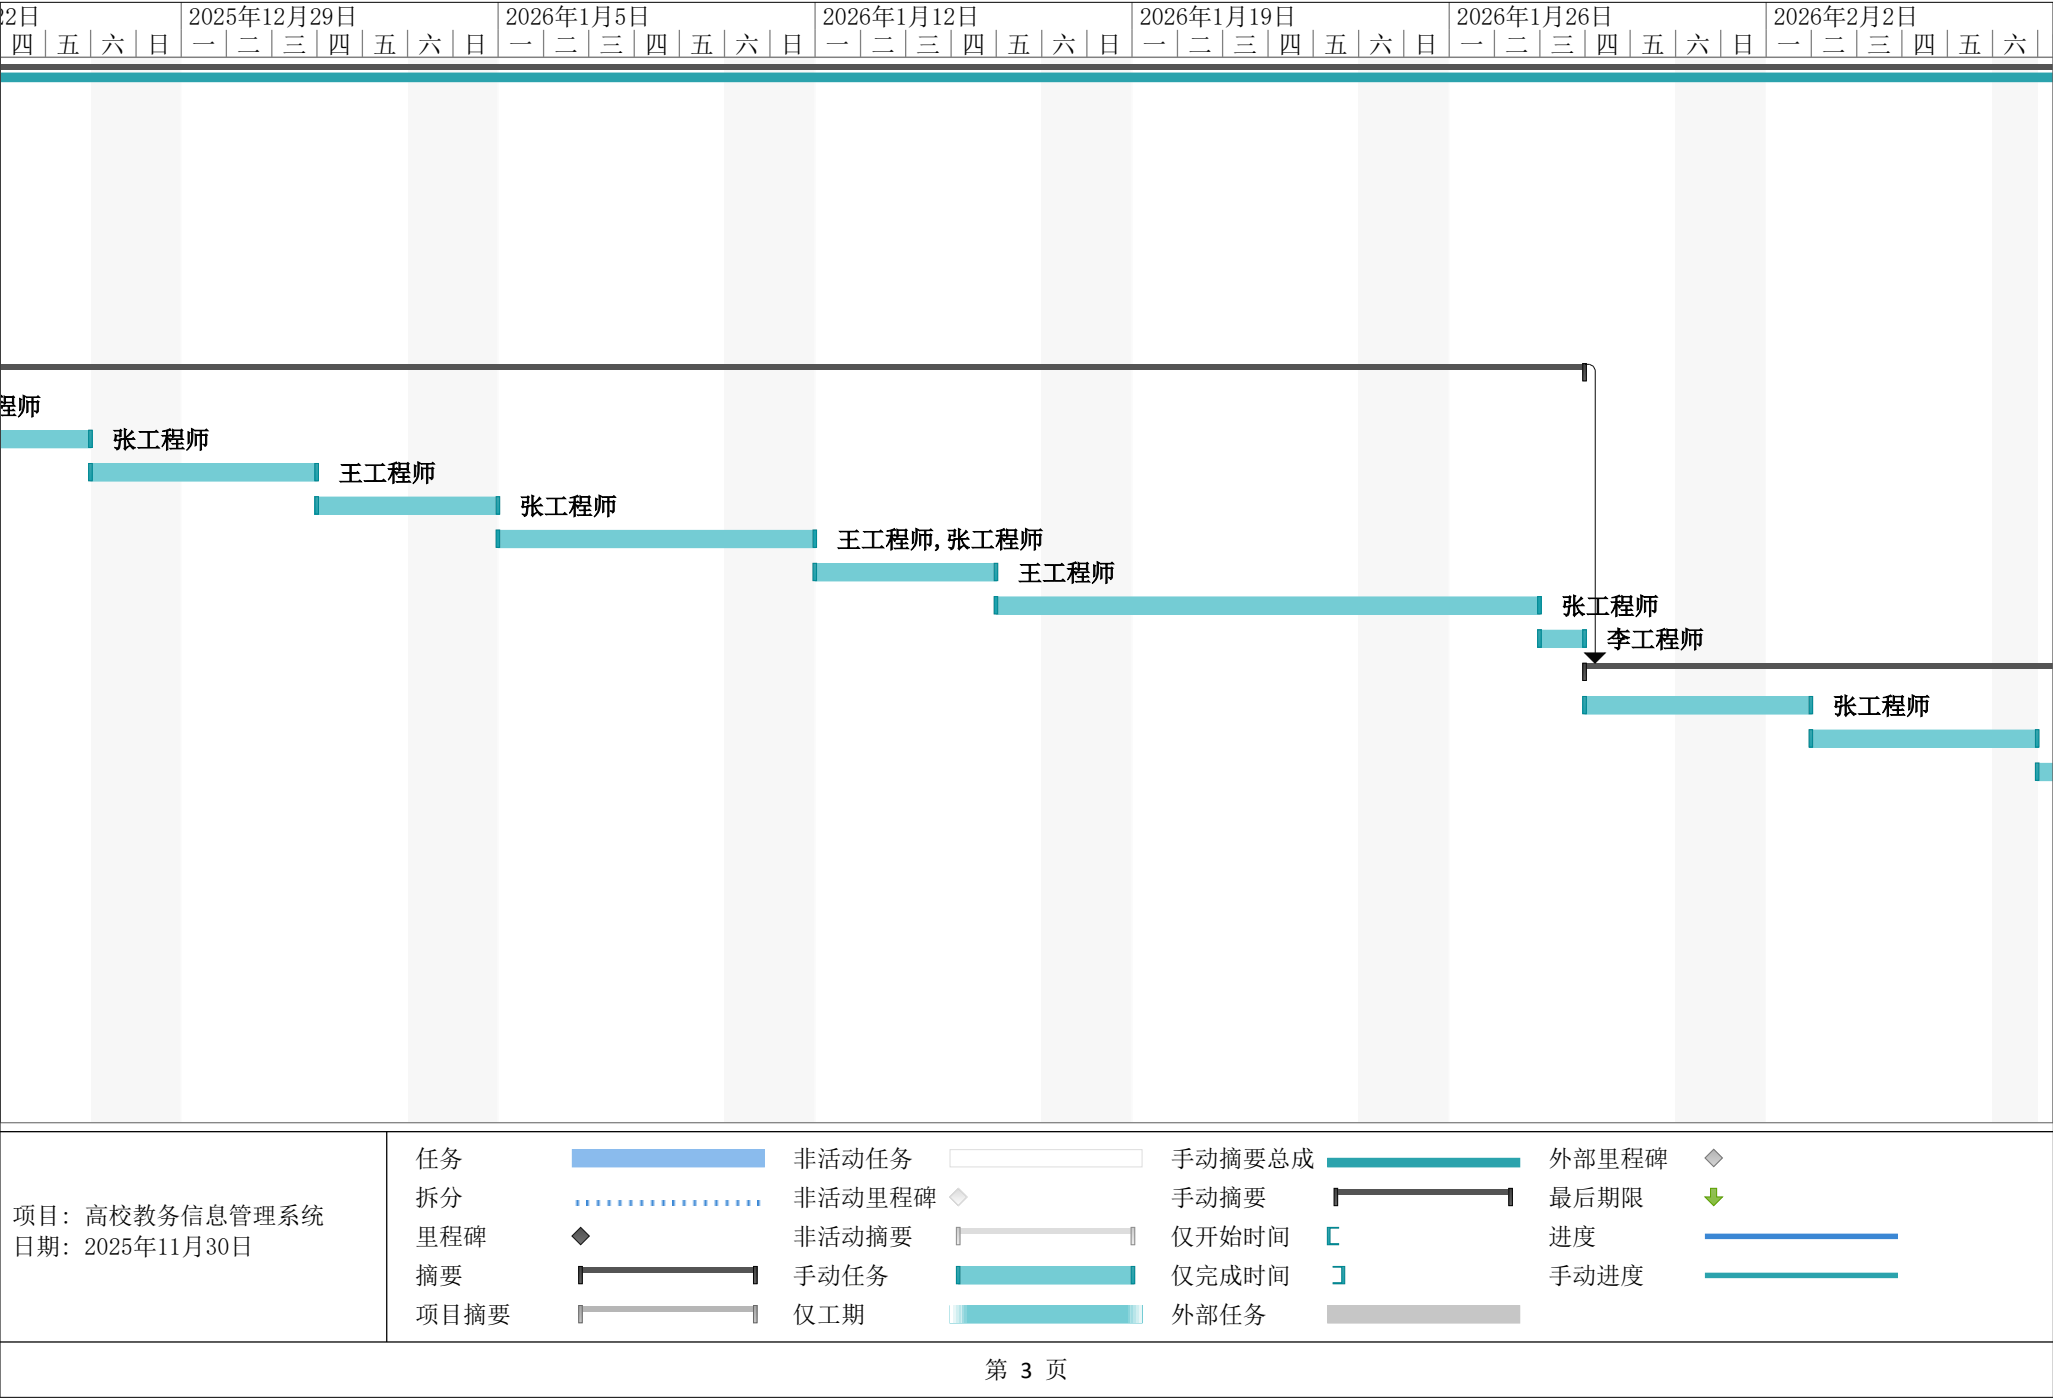 22日 2025年12月29日 2026年1月5日 2026年1月12日 2026年1月19日 2026年1月26日 2026年2月2日
四 五 六 日 一 二 三 四 五 六 日 一 二 三 四 五 六 日 一 二 三 四 五 六 日 一 二 三 四 五 六 日 一 二 三 四 五 六 日 一 二 三 四 五 六
程师
张工程师
王工程师
张工程师
王工程师, 张工程师
王工程师
张工程师
李工程师
张工程师
项目: 高校教务信息管理系统
日期: 2025年11月30日
任务 非活动任务 手动摘要总成 外部里程碑
拆分 非活动里程碑 手动摘要 最后期限
里程碑 非活动摘要 仅开始时间 进度
摘要 手动任务 仅完成时间 手动进度
项目摘要 仅工期 外部任务
第 3 页